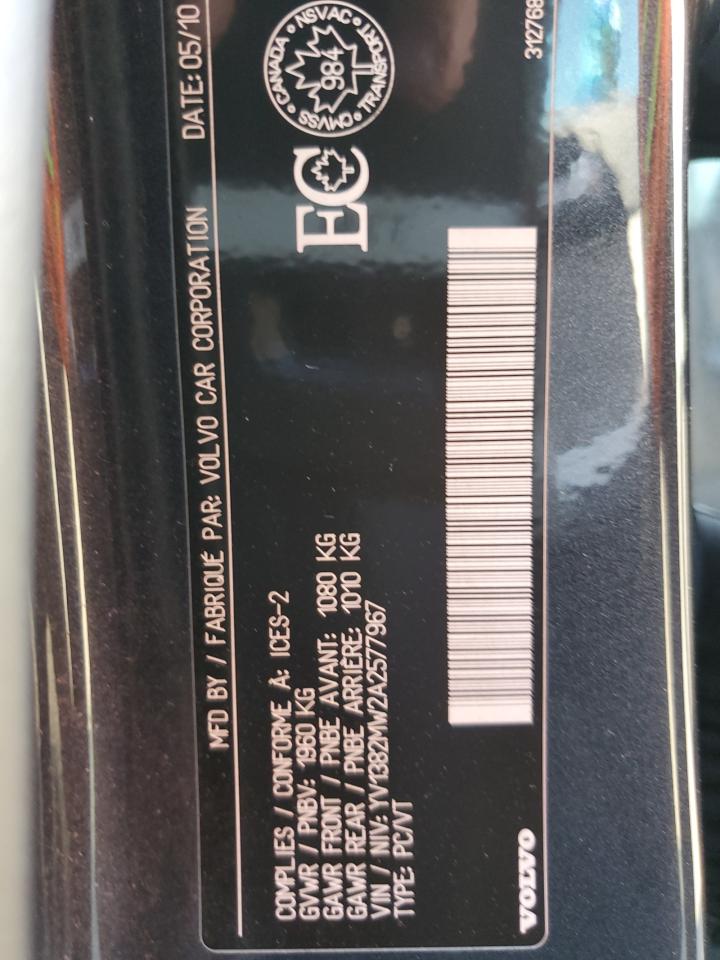 MFD BY / FABRIQUÉ PAR: VOLVO CAR CORPORATION DATE: 05/10
COMPLIES / CONFORME À: ICES-2
GVWR / PNBV: 1960 KG
GAWR FRONT / PNBE AVANT: 1080 KG
GAWR REAR / PNBE ARRIÈRE: 1010 KG
VIN / NIV: YV1382MW2A2577967
TYPE: PC/VT
EC
CANADA • NSVAC • TRANSPORT • CMVSS •
984
VOLVO